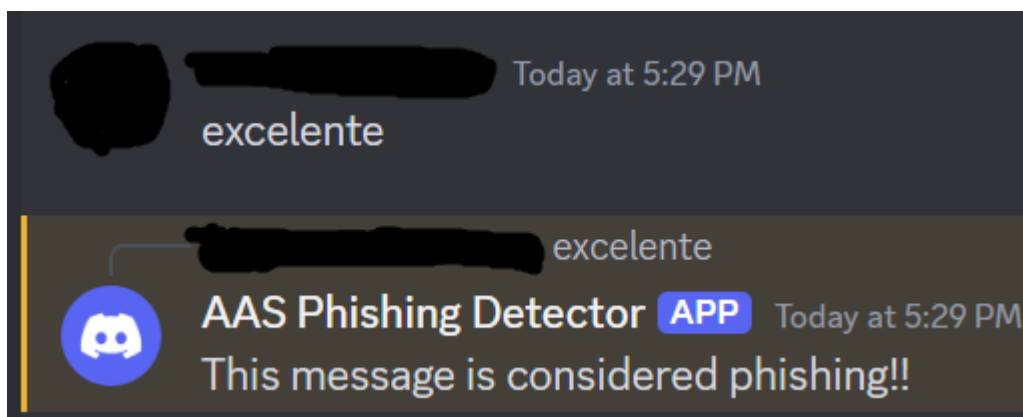 Today at 5:29 PM
excelente
excelente
AAS Phishing Detector APP Today at 5:29 PM
This message is considered phishing!!